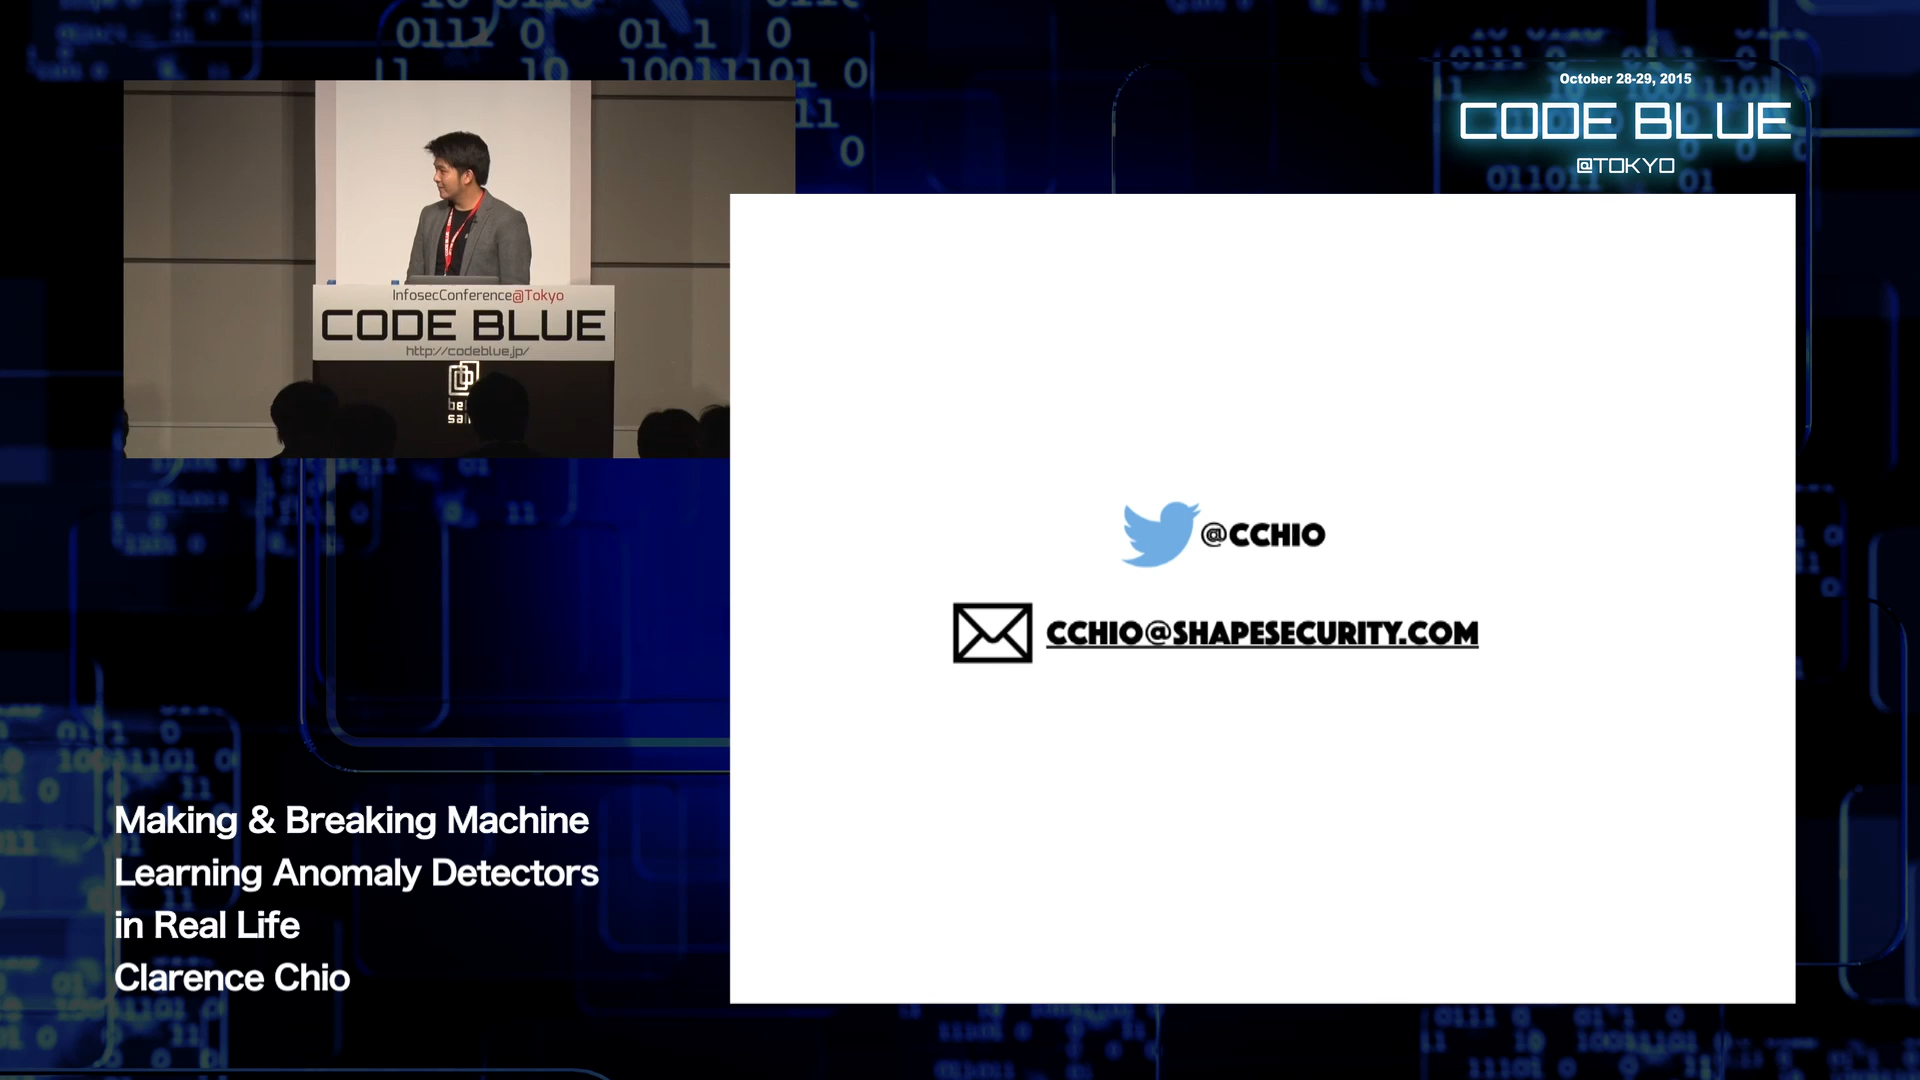 October 28-29, 2015
CODE BLUE
@TOKYO
InfosecConference@Tokyo
CODE BLUE
http://codeblue.jp/
@CCHIO
CCHIO@SHAPESECURITY.COM
Making & Breaking Machine
Learning Anomaly Detectors
in Real Life
Clarence Chio